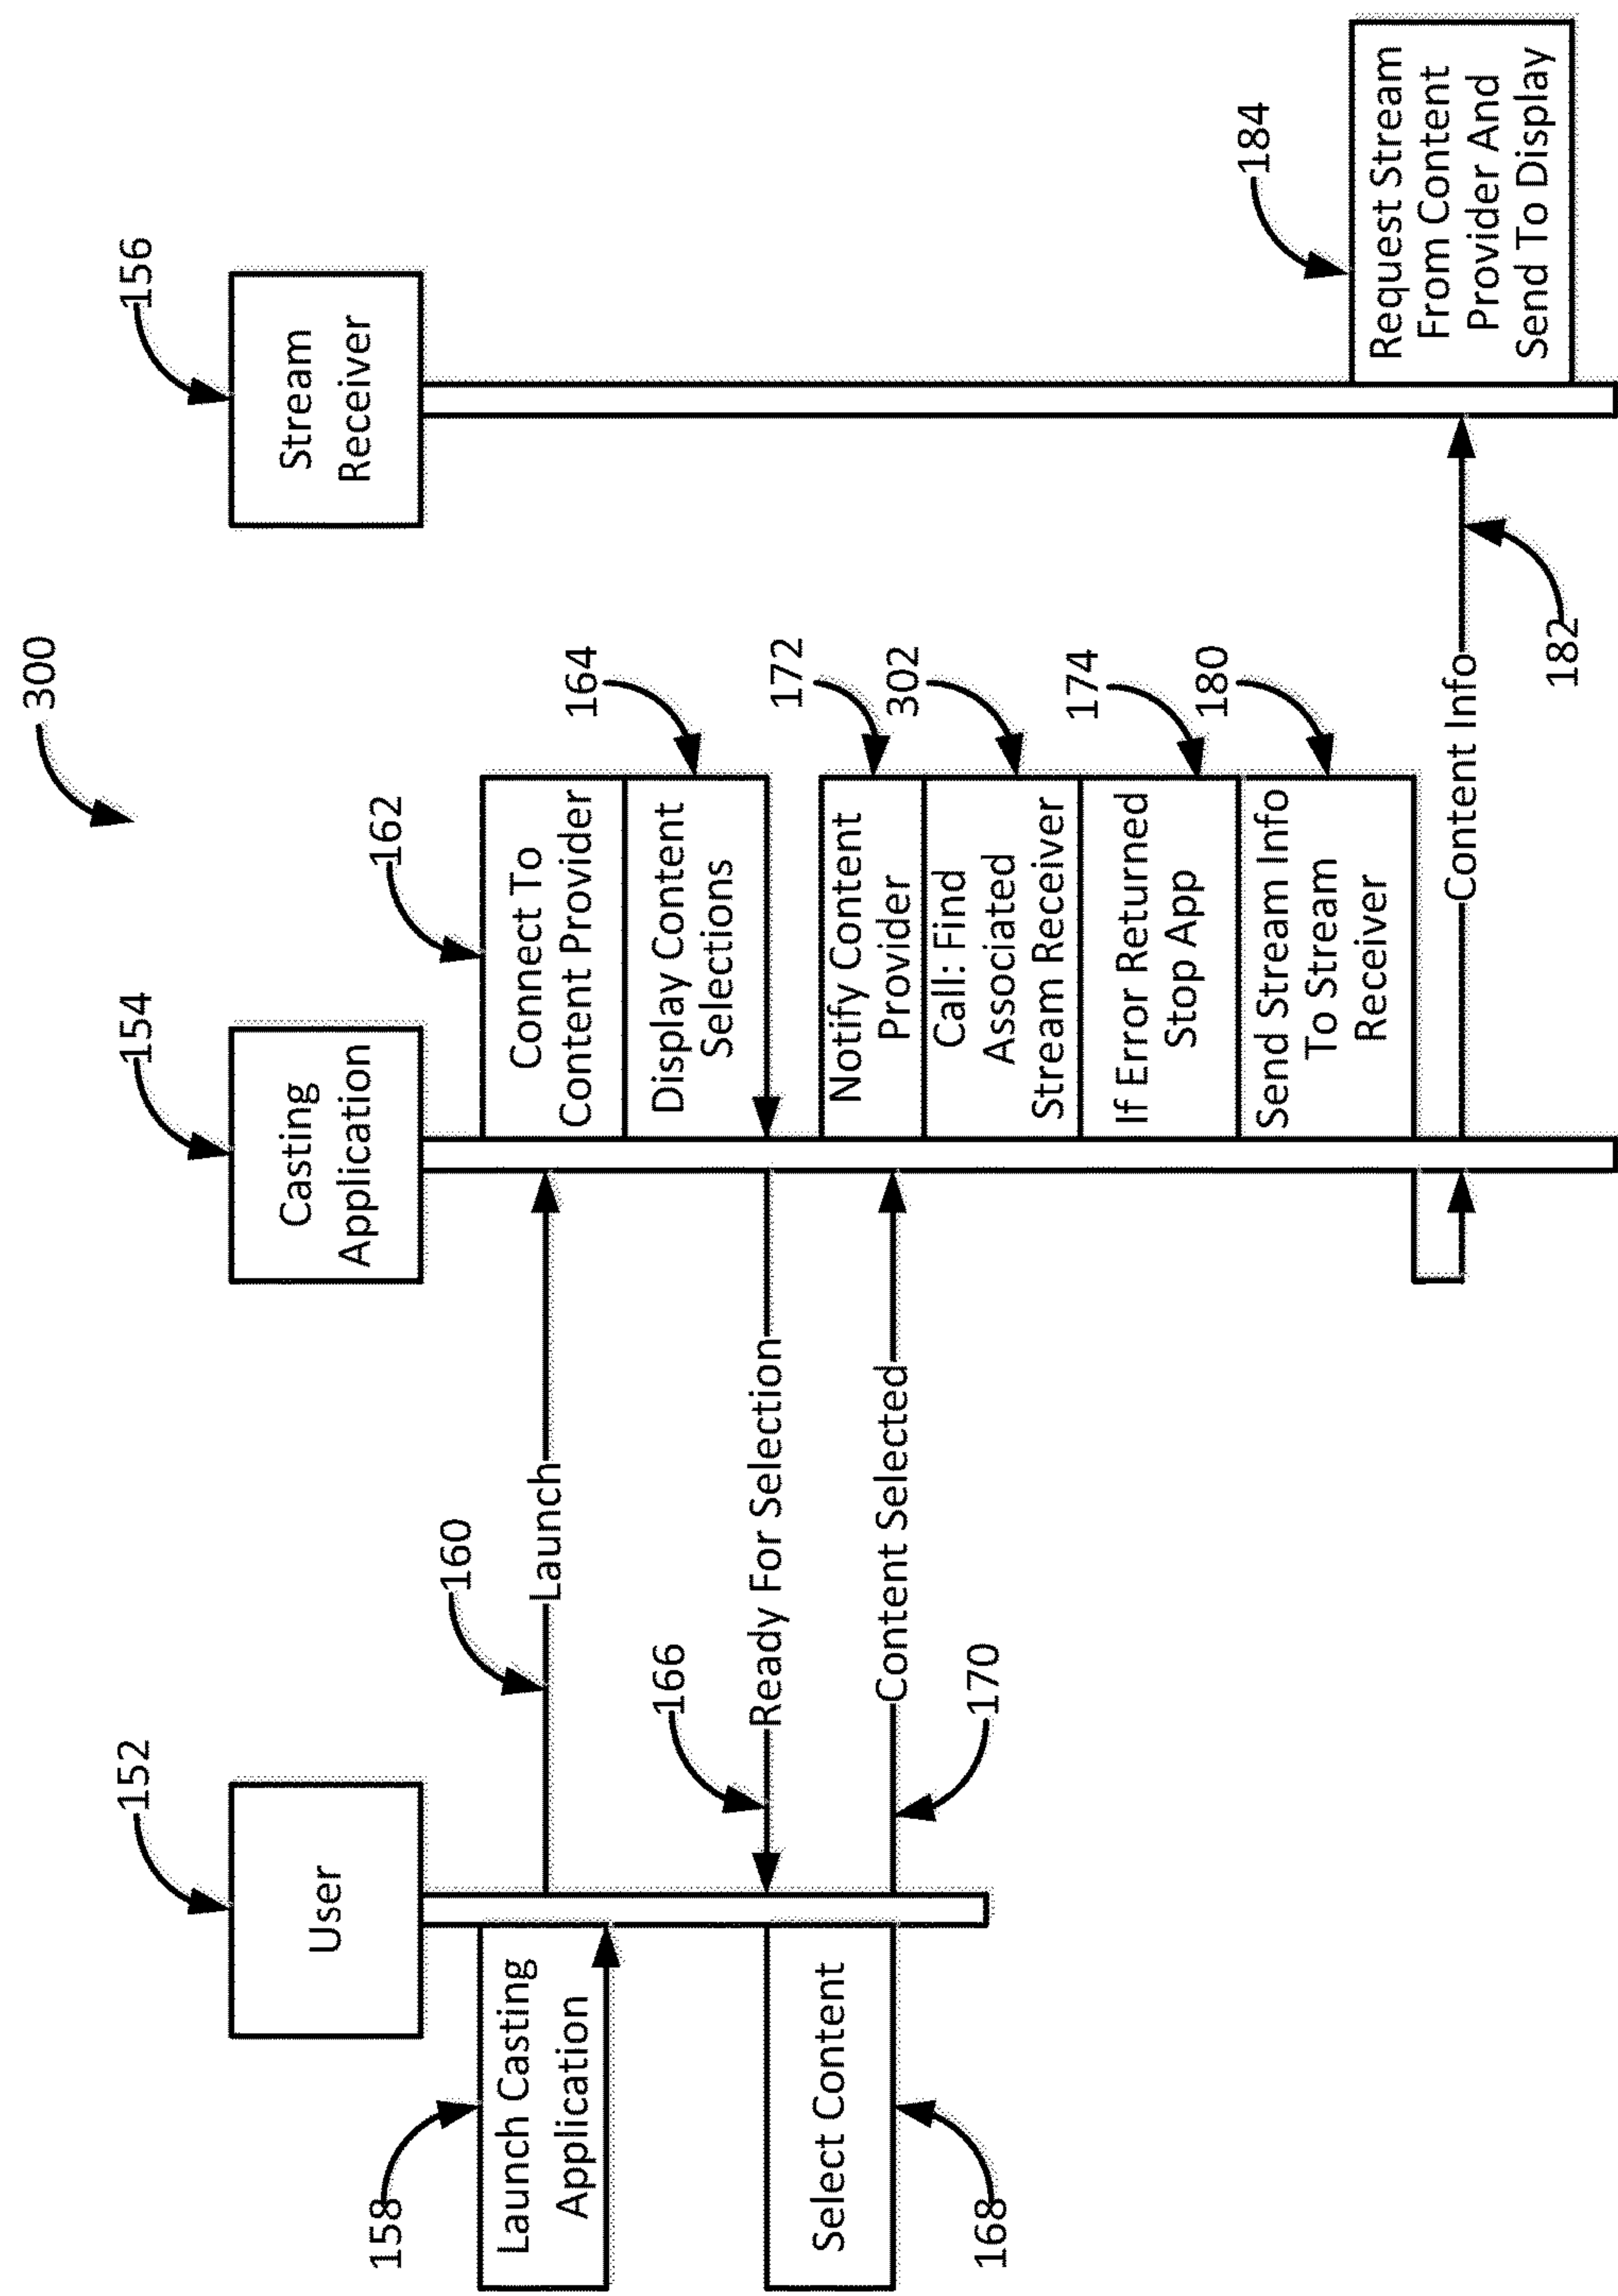 300
152
154
156
User
Casting
Application
Stream
Receiver
158
Launch Casting
Application
160
Launch
162
Connect To
Content Provider
164
Display Content
Selections
166
Ready For Selection
168
Select Content
170
Content Selected
172
Notify Content
Provider
302
Call: Find
Associated
Stream Receiver
174
If Error Returned
Stop App
180
Send Stream Info
To Stream
Receiver
Content Info
182
184
Request Stream
From Content
Provider And
Send To Display